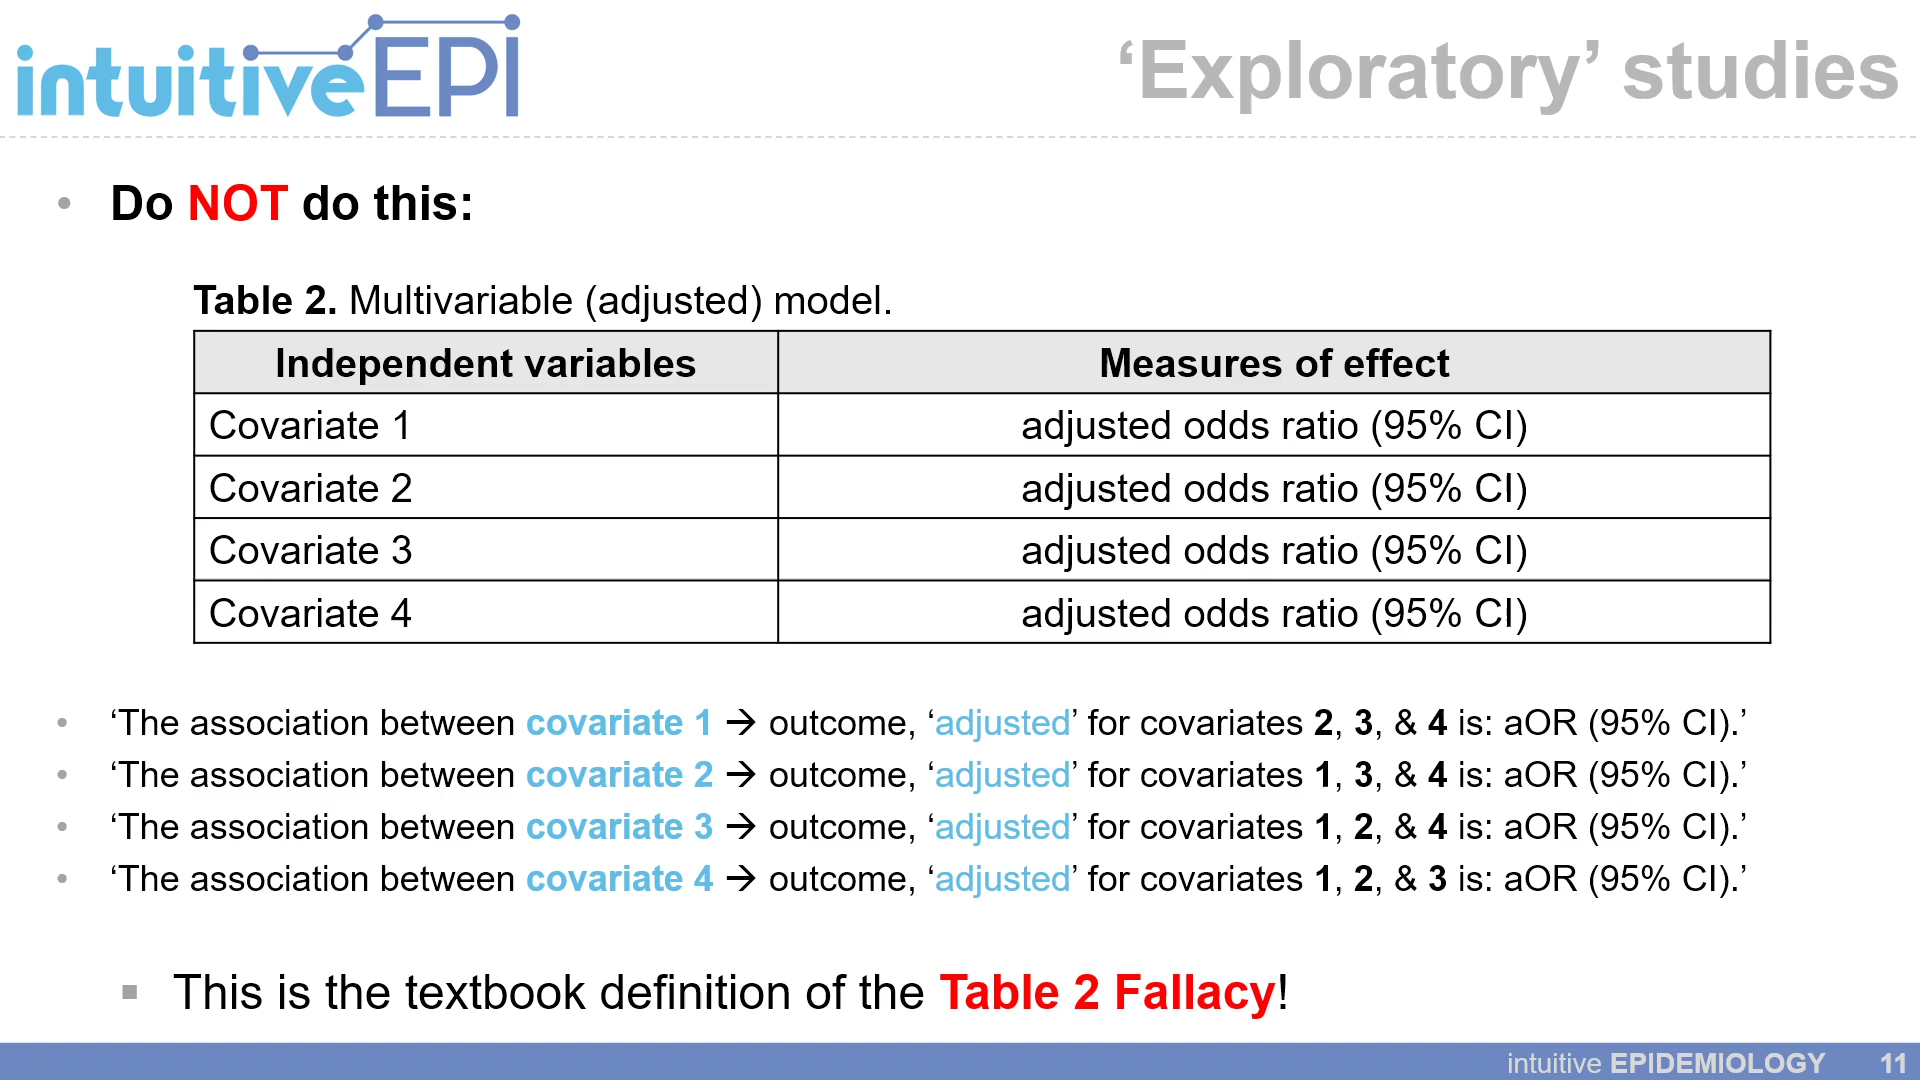 intuitiveEPI
‘Exploratory’ studies
• Do NOT do this:
Table 2. Multivariable (adjusted) model.
Independent variables Measures of effect
Covariate 1 adjusted odds ratio (95% CI)
Covariate 2 adjusted odds ratio (95% CI)
Covariate 3 adjusted odds ratio (95% CI)
Covariate 4 adjusted odds ratio (95% CI)
• ‘The association between covariate 1 → outcome, ‘adjusted’ for covariates 2, 3, & 4 is: aOR (95% CI).’
• ‘The association between covariate 2 → outcome, ‘adjusted’ for covariates 1, 3, & 4 is: aOR (95% CI).’
• ‘The association between covariate 3 → outcome, ‘adjusted’ for covariates 1, 2, & 4 is: aOR (95% CI).’
• ‘The association between covariate 4 → outcome, ‘adjusted’ for covariates 1, 2, & 3 is: aOR (95% CI).’
▪ This is the textbook definition of the Table 2 Fallacy!
intuitive EPIDEMIOLOGY 11